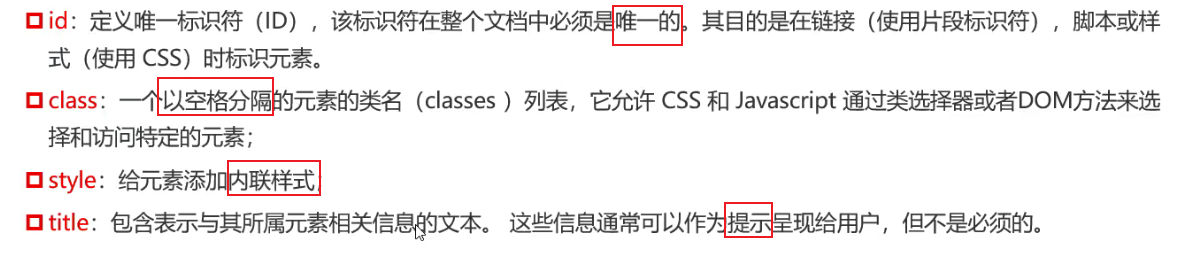 id：定义唯一标识符（ID），该标识符在整个文档中必须是唯一的。其目的是在链接（使用片段标识符），脚本或样
式（使用 CSS）时标识元素。
class：一个以空格分隔的元素的类名（classes ）列表，它允许 CSS 和 Javascript 通过类选择器或者DOM方法来选
择和访问特定的元素；
style：给元素添加内联样式；
title：包含表示与其所属元素相关信息的文本。 这些信息通常可以作为提示呈现给用户，但不是必须的。